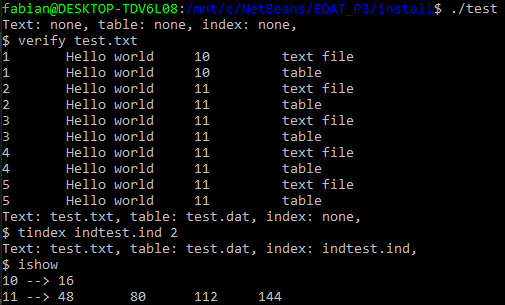 fabian@DESKTOP-TDV6L08:/mnt/c/NetBeans/EDAT_P3/install$ ./test
Text: none, table: none, index: none,
$ verify test.txt
1 Hello world 10 text file
1 Hello world 10 table
2 Hello world 11 text file
2 Hello world 11 table
3 Hello world 11 text file
3 Hello world 11 table
4 Hello world 11 text file
4 Hello world 11 table
5 Hello world 11 text file
5 Hello world 11 table
Text: test.txt, table: test.dat, index: none,
$ tindex indtest.ind 2
Text: test.txt, table: test.dat, index: indtest.ind,
$ ishow
10 --> 16
11 --> 48 80 112 144